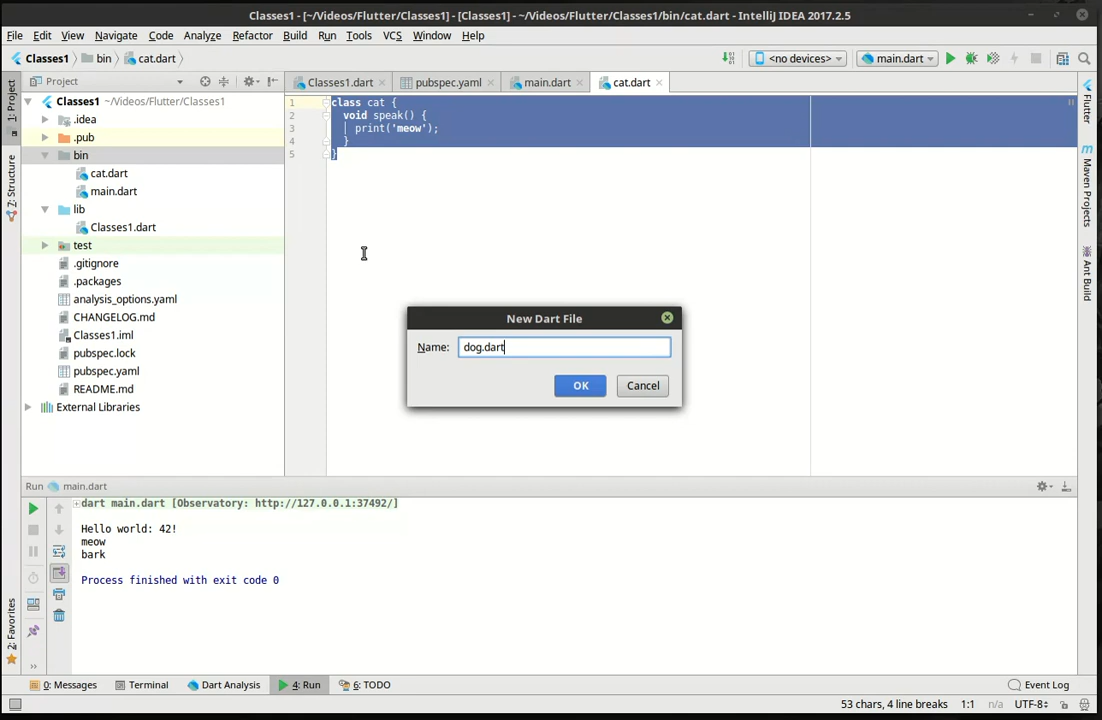 Classes1 - [~/Videos/Flutter/Classes1] - [Classes1] - ~/Videos/Flutter/Classes1/bin/cat.dart - IntelliJ IDEA 2017.2.5
File Edit View Navigate Code Analyze Refactor Build Run Tools VCS Window Help
Classes1 bin cat.dart <no devices> main.dart
1: Project
Z: Structure
2: Favorites
Project
Classes1 ~/Videos/Flutter/Classes1
.idea
.pub
bin
cat.dart
main.dart
lib
Classes1.dart
test
.gitignore
.packages
analysis_options.yaml
CHANGELOG.md
Classes1.iml
pubspec.lock
pubspec.yaml
README.md
External Libraries
Classes1.dart pubspec.yaml main.dart cat.dart
1 class cat {
2 void speak() {
3 print('meow');
4 }
5 }
New Dart File
Name: dog.dart
OK Cancel
Flutter
Maven Projects
Ant Build
Run main.dart
dart main.dart [Observatory: http://127.0.0.1:37492/]
Hello world: 42!
meow
bark
Process finished with exit code 0
0: Messages Terminal Dart Analysis 4: Run 6: TODO Event Log
53 chars, 4 line breaks 1:1 n/a UTF-8